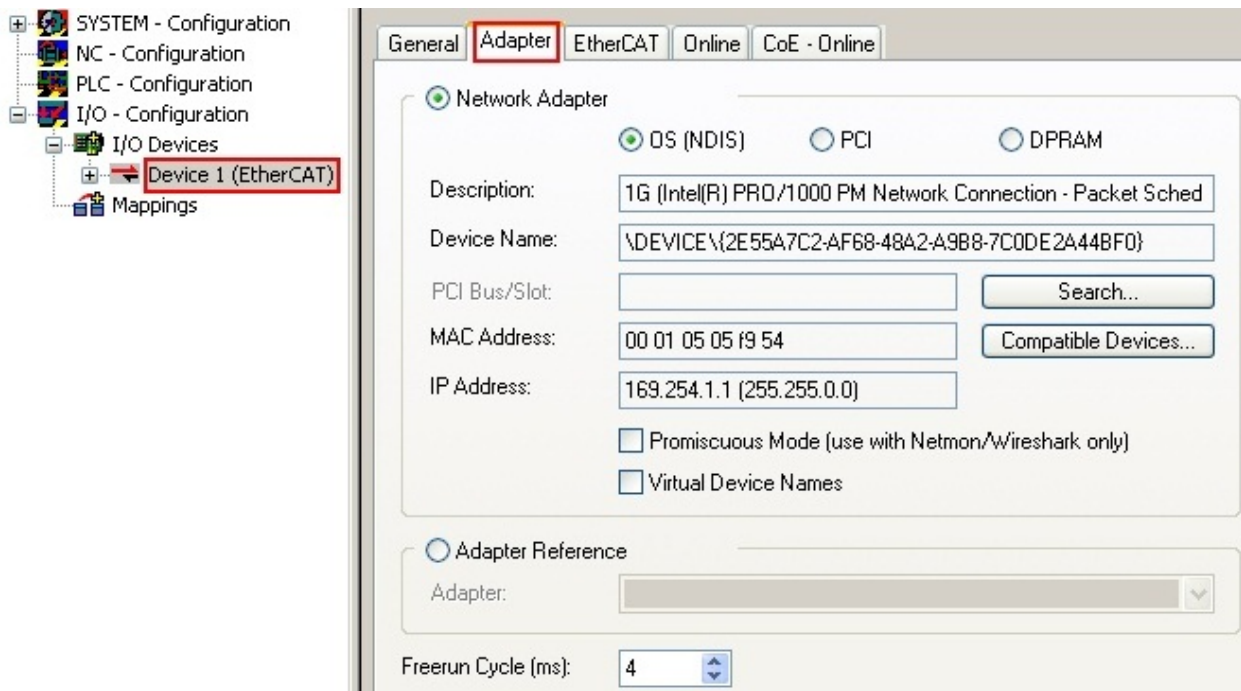 SYSTEM - Configuration
NC - Configuration
PLC - Configuration
I/O - Configuration
I/O Devices
Device 1 (EtherCAT)
Mappings
General Adapter EtherCAT Online CoE - Online
Network Adapter
OS (NDIS) PCI DPRAM
Description: 1G (Intel(R) PRO/1000 PM Network Connection - Packet Sched
Device Name: \DEVICE\{2E55A7C2-AF68-48A2-A9B8-7C0DE2A44BF0}
PCI Bus/Slot: Search...
MAC Address: 00 01 05 05 f9 54 Compatible Devices...
IP Address: 169.254.1.1 (255.255.0.0)
Promiscuous Mode (use with Netmon/Wireshark only)
Virtual Device Names
Adapter Reference
Adapter:
Freerun Cycle (ms): 4